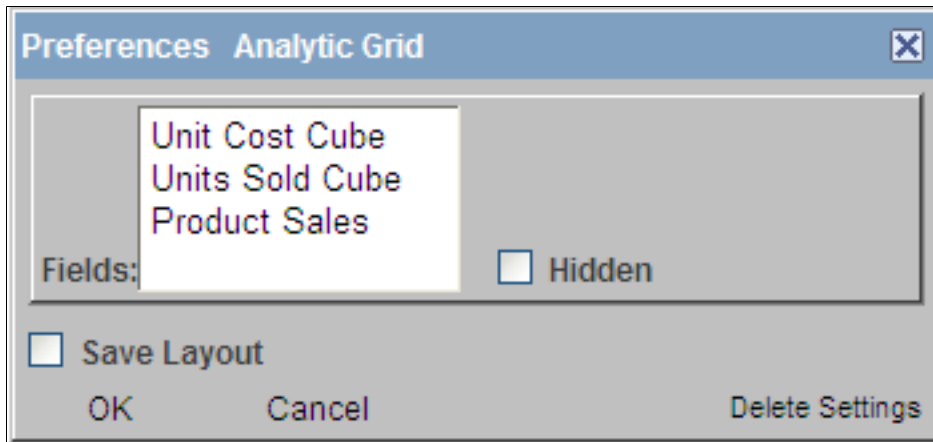 Preferences Analytic Grid
Unit Cost Cube
Units Sold Cube
Product Sales
Fields:
Hidden
Save Layout
OK Cancel Delete Settings